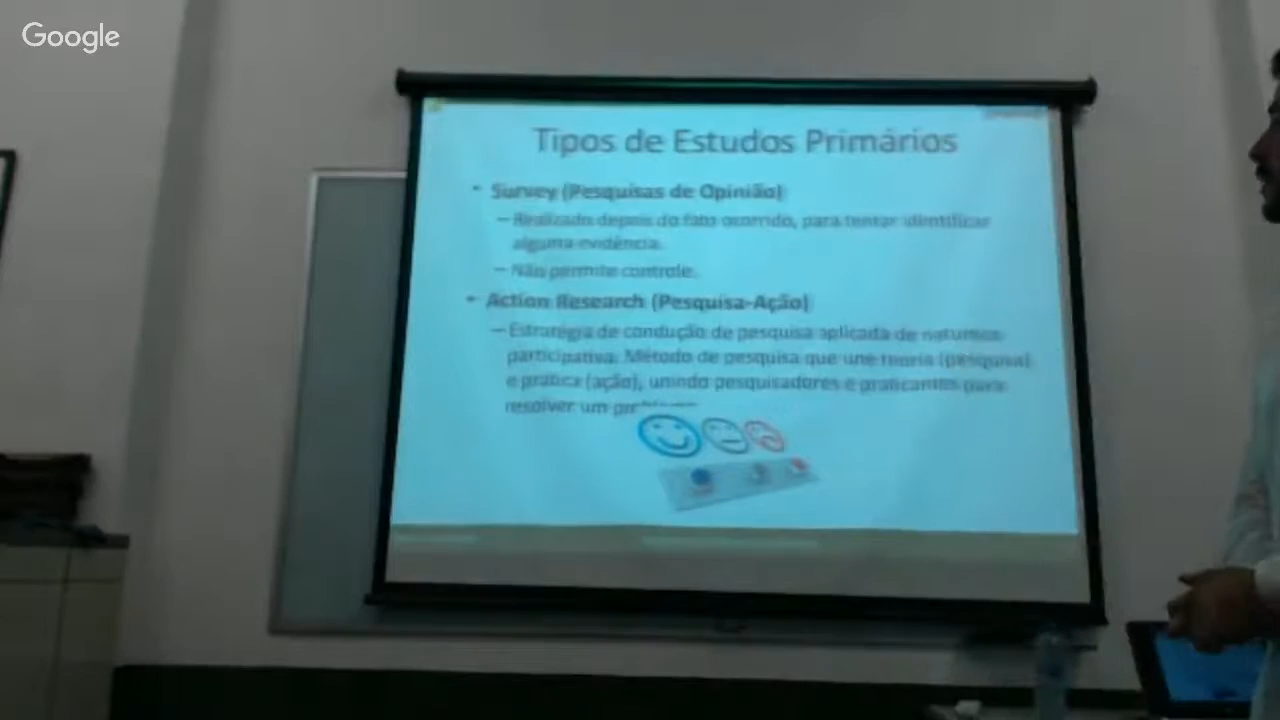 Google
Tipos de Estudos Primários
• Survey (Pesquisas de Opinião)
– Realizado depois do fato ocorrido, para tentar identificar
alguma evidência.
– Não permite controle.
• Action Research (Pesquisa-Ação)
– Estratégia de condução de pesquisa aplicada de natureza
participativa. Método de pesquisa que une teoria (pesquisa)
e prática (ação), unindo pesquisadores e praticantes para
resolver um